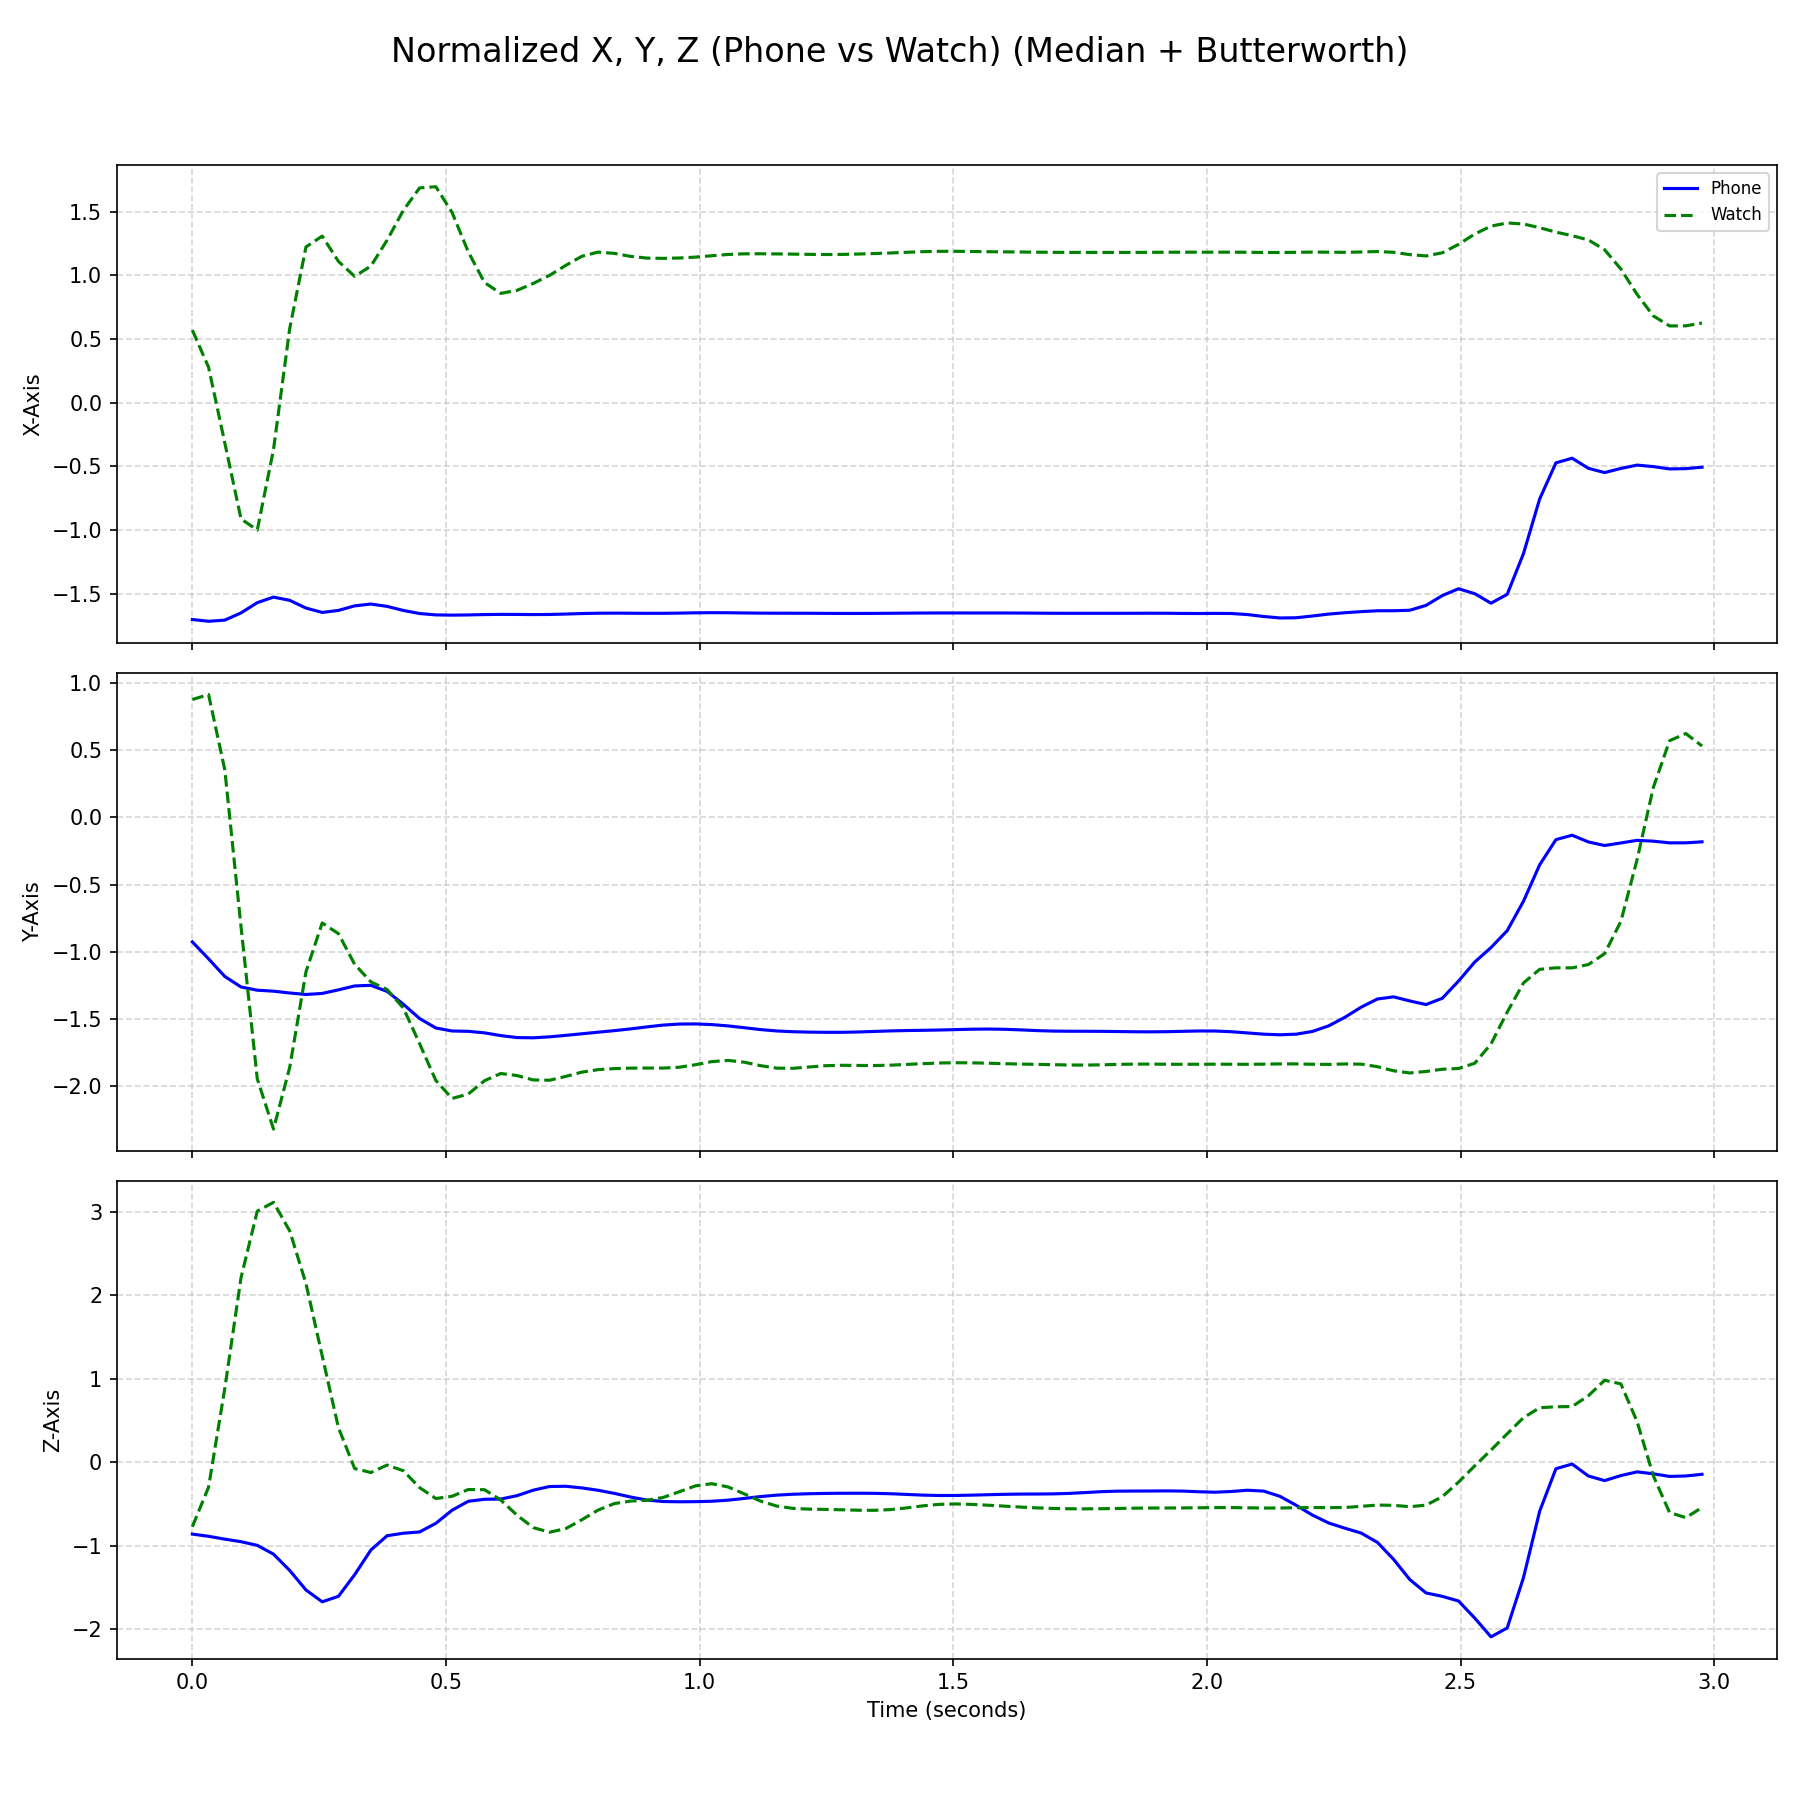 Normalized X, Y, Z (Phone vs Watch) (Median + Butterworth)
Phone
Watch
1.5
1.0
0.5
0.0
−0.5
−1.0
−1.5
X-Axis
1.0
0.5
0.0
−0.5
−1.0
−1.5
−2.0
Y-Axis
3
2
1
0
−1
−2
Z-Axis
0.0 0.5 1.0 1.5 2.0 2.5 3.0
Time (seconds)